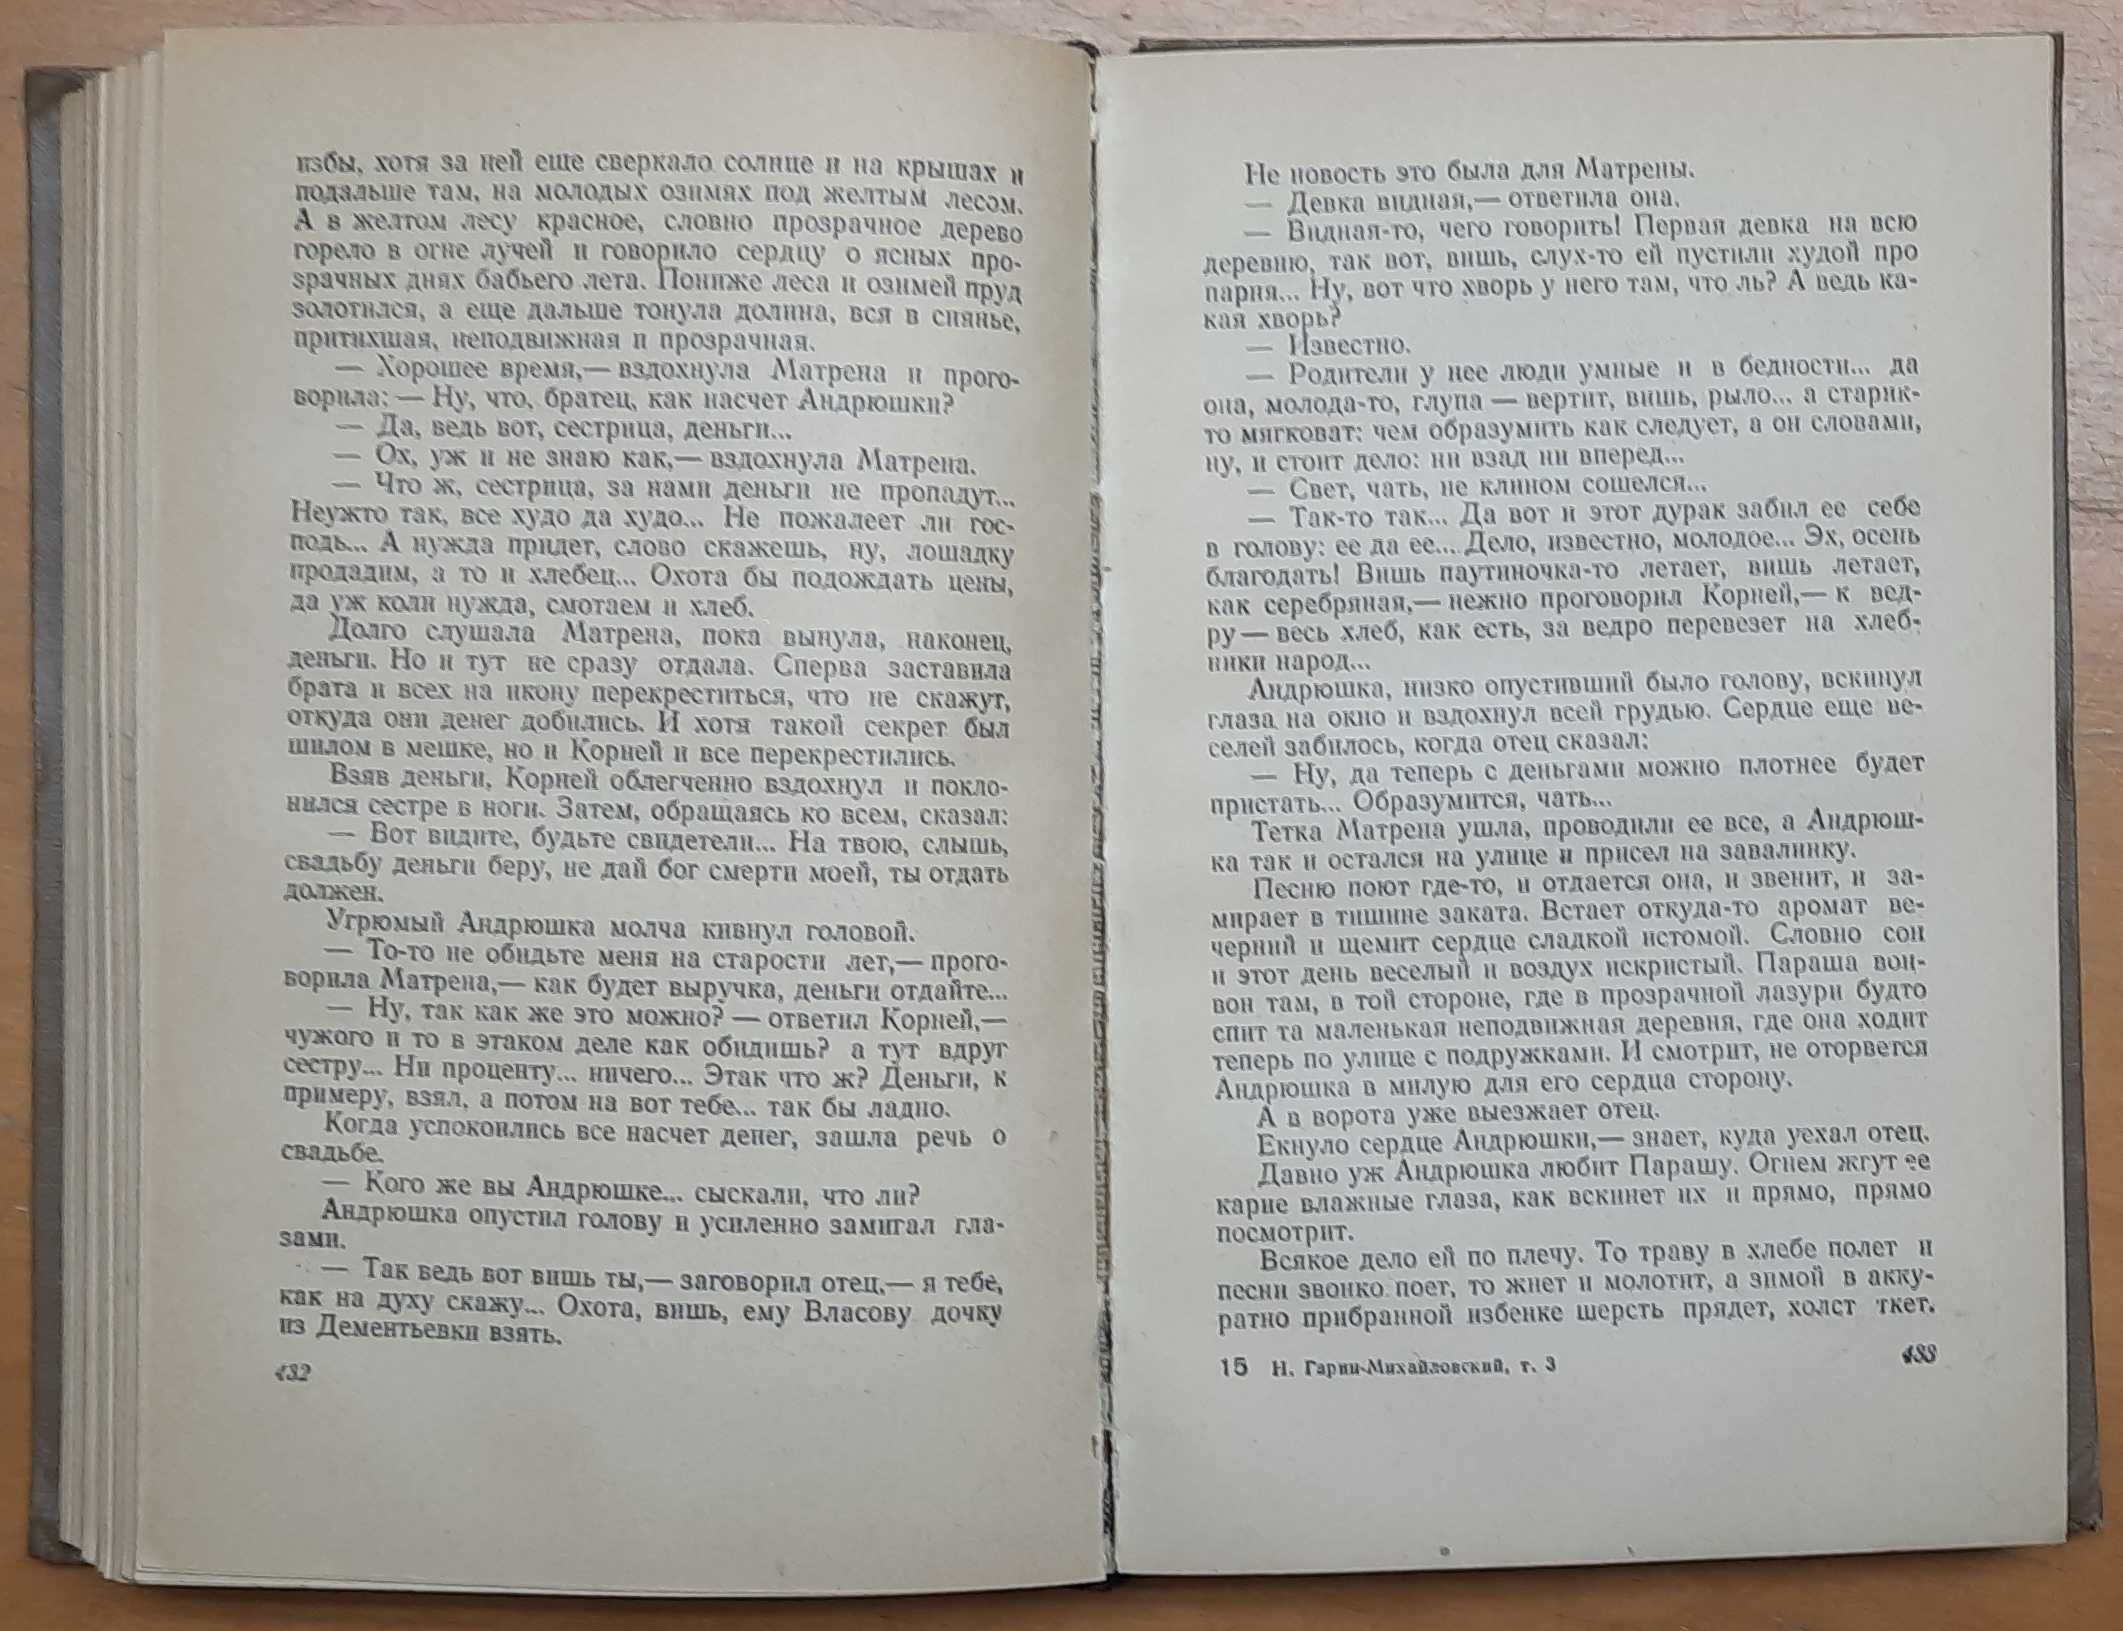 избы, хотя за ней еще сверкало солнце и на крышах и
подальше там, на молодых озимях под желтым лесом.
А в желтом лесу красное, словно прозрачное дерево
горело в огне лучей и говорило сердцу о ясных про-
зрачных днях бабьего лета. Пониже леса и озимей пруд
золотился, а еще дальше тонула долина, вся в сиянье,
притихшая, неподвижная и прозрачная.
— Хорошее время,— вздохнула Матрена и прого-
ворила: — Ну, что, братец, как насчет Андрюшки?
— Да, ведь вот, сестрица, деньги...
— Ох, уж и не знаю как,— вздохнула Матрена.
— Что ж, сестрица, за нами деньги не пропадут...
Неужто так, все худо да худо... Не пожалеет ли гос-
подь... А нужда придет, слово скажешь, ну, лошадку
продадим, а то и хлебец... Охота бы подождать цены,
да уж коли нужда, смотаем и хлеб.
Долго слушала Матрена, пока вынула, наконец,
деньги. Но и тут не сразу отдала. Сперва заставила
брата и всех на икону перекреститься, что не скажут,
откуда они денег добились. И хотя такой секрет был
шилом в мешке, но и Корней и все перекрестились.
Взяв деньги, Корней облегченно вздохнул и покло-
нился сестре в ноги. Затем, обращаясь ко всем, сказал:
— Вот видите, будьте свидетели... На твою, слышь,
свадьбу деньги беру, не дай бог смерти моей, ты отдать
должен.
Угрюмый Андрюшка молча кивнул головой.
— То-то не обидьте меня на старости лет,— прого-
ворила Матрена,— как будет выручка, деньги отдайте...
— Ну, так как же это можно? — ответил Корней,—
чужого и то в этаком деле как обидишь? а тут вдруг
сестру... Ни проценту... ничего... Этак что ж? Деньги, к
примеру, взял, а потом на вот тебе... так бы ладно.
Когда успокоились все насчет денег, зашла речь о
свадьбе.
— Кого же вы Андрюшке... сыскали, что ли?
Андрюшка опустил голову и усиленно замигал гла-
зами.
— Так ведь вот вишь ты,— заговорил отец,— я тебе,
как на духу скажу... Охота, вишь, ему Власову дочку
из Дементьевки взять.
432
Не новость это была для Матрены.
— Девка видная,— ответила она.
— Видная-то, чего говорить! Первая девка на всю
деревню, так вот, вишь, слух-то ей пустили худой про
парня... Ну, вот что хворь у него там, что ль? А ведь ка-
кая хворь?
— Известно.
— Родители у нее люди умные и в бедности... да
она, молода-то, глупа — вертит, вишь, рыло... а старик-
то мягковат: чем образумить как следует, а он словами,
ну, и стоит дело: ни взад ни вперед...
— Свет, чать, не клином сошелся...
— Так-то так... Да вот и этот дурак забил ее себе
в голову: ее да ее... Дело, известно, молодое... Эх, осень
благодать! Вишь паутиночка-то летает, вишь летает,
как серебряная,— нежно проговорил Корней,— к вед-
ру — весь хлеб, как есть, за ведро перевезет на хлеб-
ники народ...
Андрюшка, низко опустивший было голову, вскинул
глаза на окно и вздохнул всей грудью. Сердце еще ве-
селей забилось, когда отец сказал:
— Ну, да теперь с деньгами можно плотнее будет
пристать... Образумится, чать...
Тетка Матрена ушла, проводили ее все, а Андрюш-
ка так и остался на улице и присел на завалинку.
Песню поют где-то, и отдается она, и звенит, и за-
мирает в тишине заката. Встает откуда-то аромат ве-
черний и щемит сердце сладкой истомой. Словно сон
и этот день веселый и воздух искристый. Параша вон-
вон там, в той стороне, где в прозрачной лазури будто
спит та маленькая неподвижная деревня, где она ходит
теперь по улице с подружками. И смотрит, не оторвется
Андрюшка в милую для его сердца сторону.
А в ворота уже выезжает отец.
Екнуло сердце Андрюшки,— знает, куда уехал отец.
Давно уж Андрюшка любит Парашу. Огнем жгут ее
карие влажные глаза, как вскинет их и прямо, прямо
посмотрит.
Всякое дело ей по плечу. То траву в хлебе полет и
песни звонко поет, то жнет и молотит, а зимой в акку-
ратно прибранной избенке шерсть прядет, холст ткет.
15 Н. Гарин-Михайловский, т. 3
433